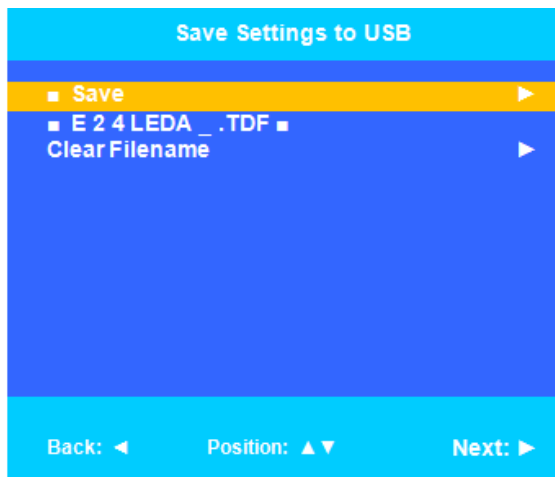 Save Settings to USB
■ Save ▶
■ E 2 4 LEDA _ .TDF ■
Clear Filename ▶
Back: ◀ Position: ▲▼ Next: ▶